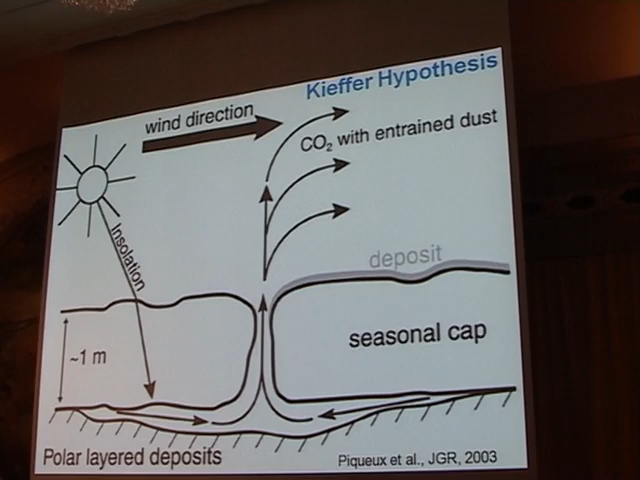 Kieffer Hypothesis
wind direction
CO₂ with entrained dust
Insolation
deposit
~1 m
seasonal cap
Polar layered deposits
Piqueux et al., JGR, 2003